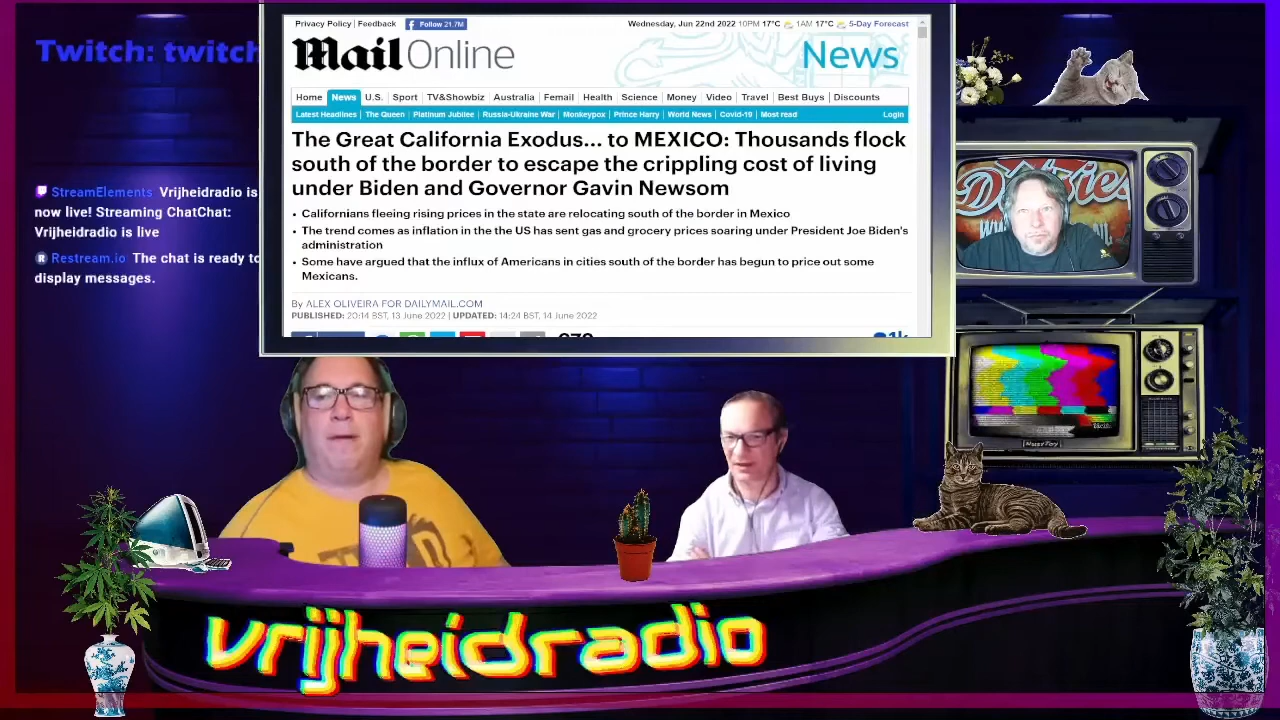 Twitch: twitch
StreamElements Vrijheidradio is
now live! Streaming ChatChat:
Vrijheidradio is live
Restream.io The chat is ready to
display messages.
Privacy Policy | Feedback
Follow 21.7M
Wednesday, Jun 22nd 2022 10PM 17°C 1AM 17°C 5-Day Forecast
Mail Online
News
Home News U.S. Sport TV&Showbiz Australia Femail Health Science Money Video Travel Best Buys Discounts
Latest Headlines The Queen Platinum Jubilee Russia-Ukraine War Monkeypox Prince Harry World News Covid-19 Most read Login
The Great California Exodus... to MEXICO: Thousands flock
south of the border to escape the crippling cost of living
under Biden and Governor Gavin Newsom
• Californians fleeing rising prices in the state are relocating south of the border in Mexico
• The trend comes as inflation in the the US has sent gas and grocery prices soaring under President Joe Biden's
administration
• Some have argued that the influx of Americans in cities south of the border has begun to price out some
Mexicans.
By ALEX OLIVEIRA FOR DAILYMAIL.COM
PUBLISHED: 20:14 BST, 13 June 2022 | UPDATED: 14:24 BST, 14 June 2022
vrijheidradio